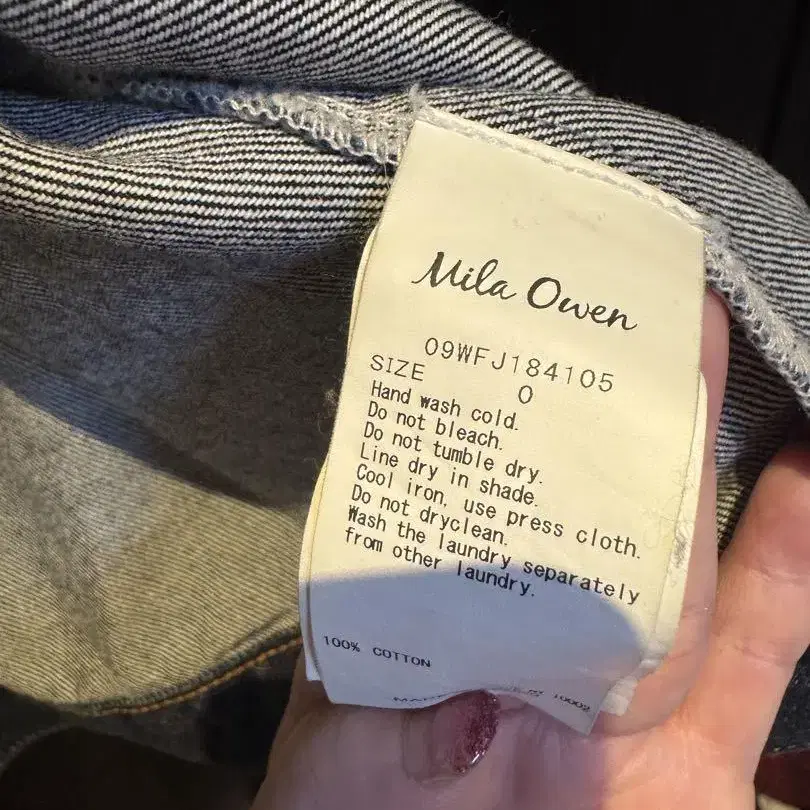 Mila Owen
09WFJ184105
SIZE 0
Hand wash cold.
Do not bleach.
Do not tumble dry.
Line dry in shade.
Cool iron, use press cloth.
Do not dryclean.
Wash the laundry separately
from other laundry.
100% COTTON